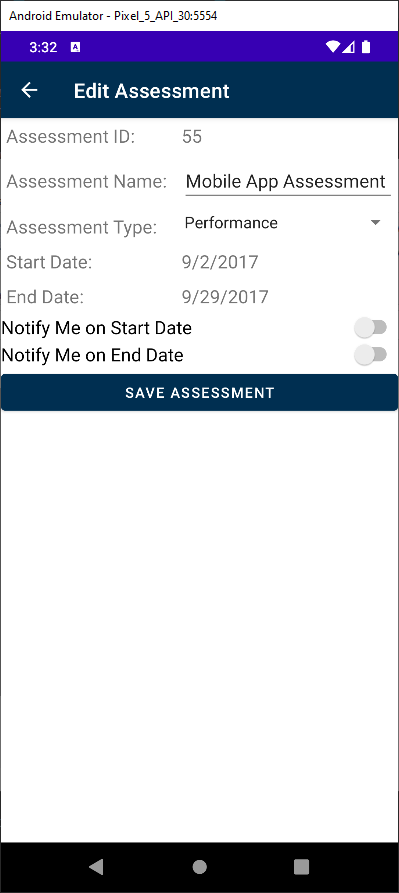 Android Emulator - Pixel_5_API_30:5554
3:32 A
Edit Assessment
Assessment ID: 55
Assessment Name: Mobile App Assessment
Assessment Type: Performance
Start Date: 9/2/2017
End Date: 9/29/2017
Notify Me on Start Date
Notify Me on End Date
SAVE ASSESSMENT